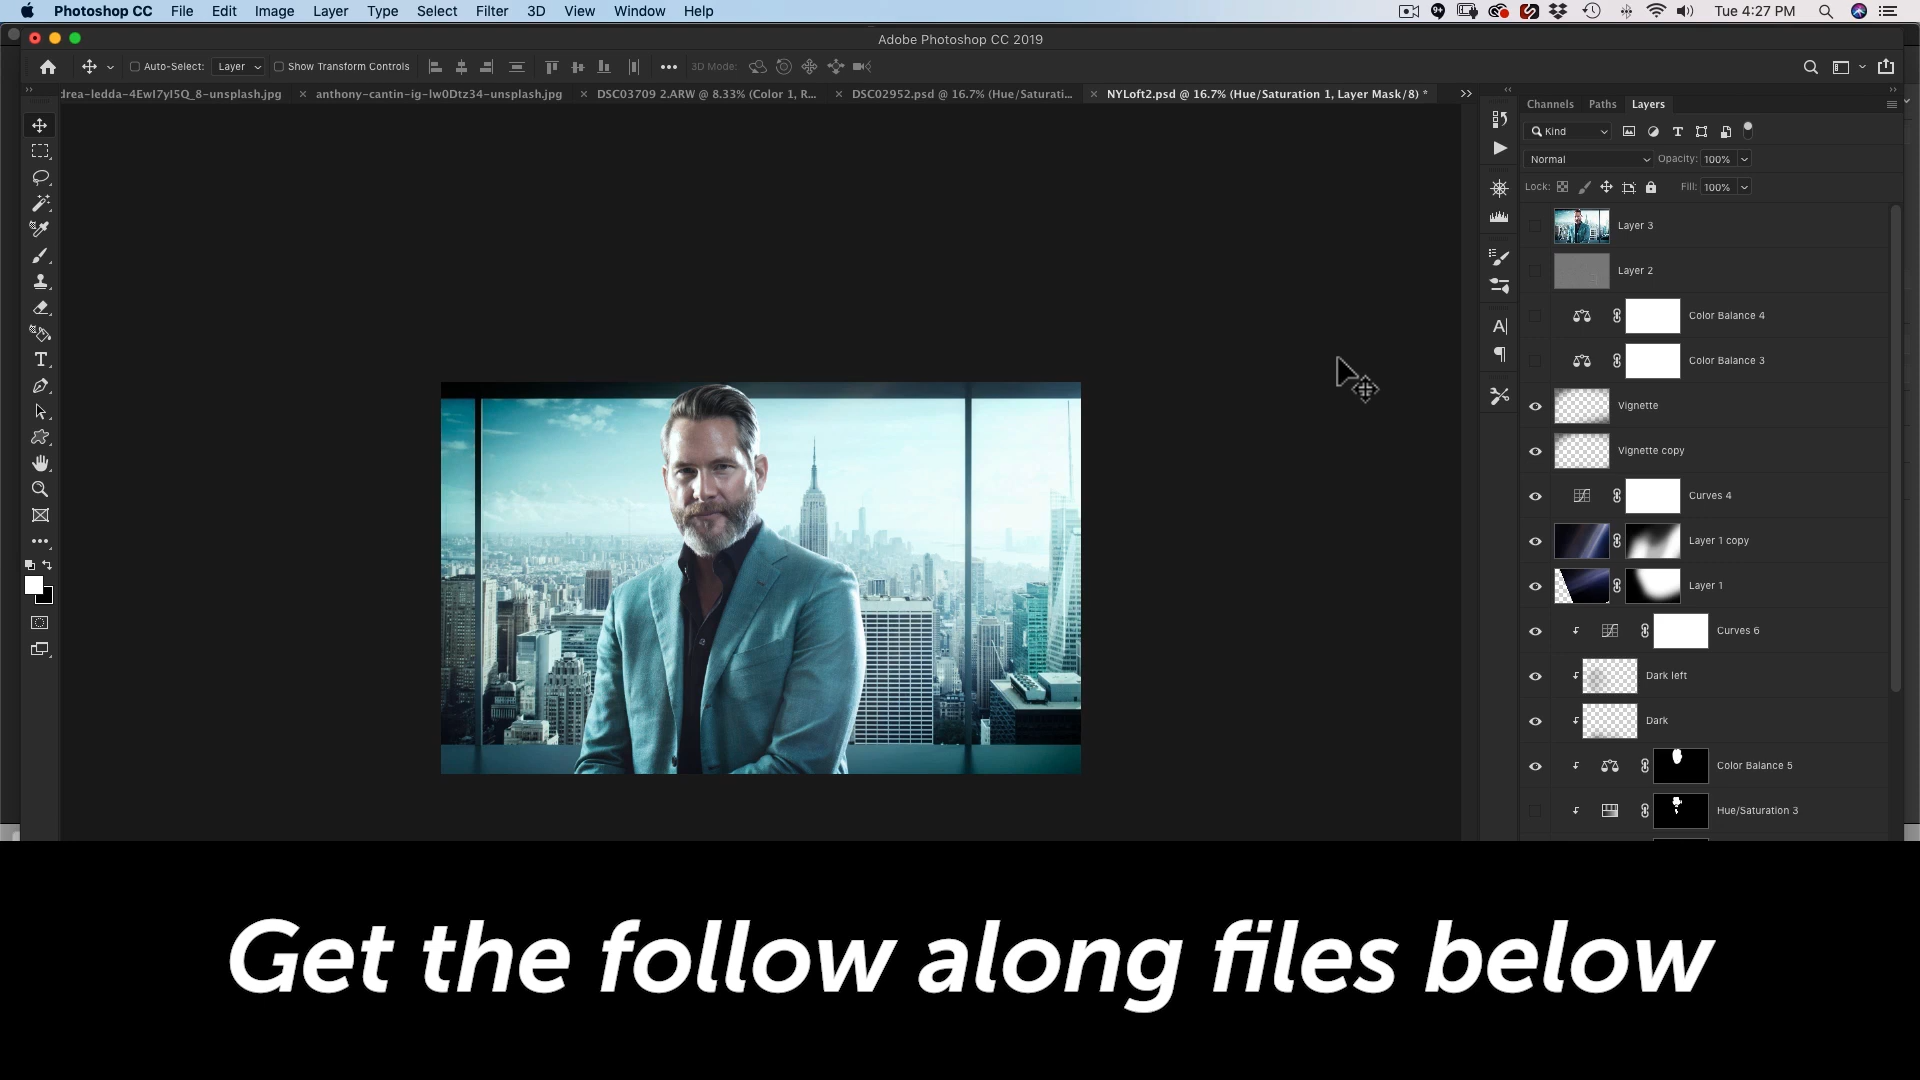 Photoshop CC File Edit Image Layer Type Select Filter 3D View Window Help Tue 4:27 PM
Adobe Photoshop CC 2019
Auto-Select: Layer Show Transform Controls 3D Mode:
drea-ledda-4EwI7yI5Q_8-unsplash.jpg anthony-cantin-ig-lw0Dtz34-unsplash.jpg DSC03709 2.ARW @ 8.33% (Color 1, R... DSC02952.psd @ 16.7% (Hue/Saturati... NYLoft2.psd @ 16.7% (Hue/Saturation 1, Layer Mask/8) *
Channels Paths Layers
Kind
Normal Opacity: 100%
Lock: Fill: 100%
Layer 3
Layer 2
Color Balance 4
Color Balance 3
Vignette
Vignette copy
Curves 4
Layer 1 copy
Layer 1
Curves 6
Dark left
Dark
Color Balance 5
Hue/Saturation 3
Get the follow along files below